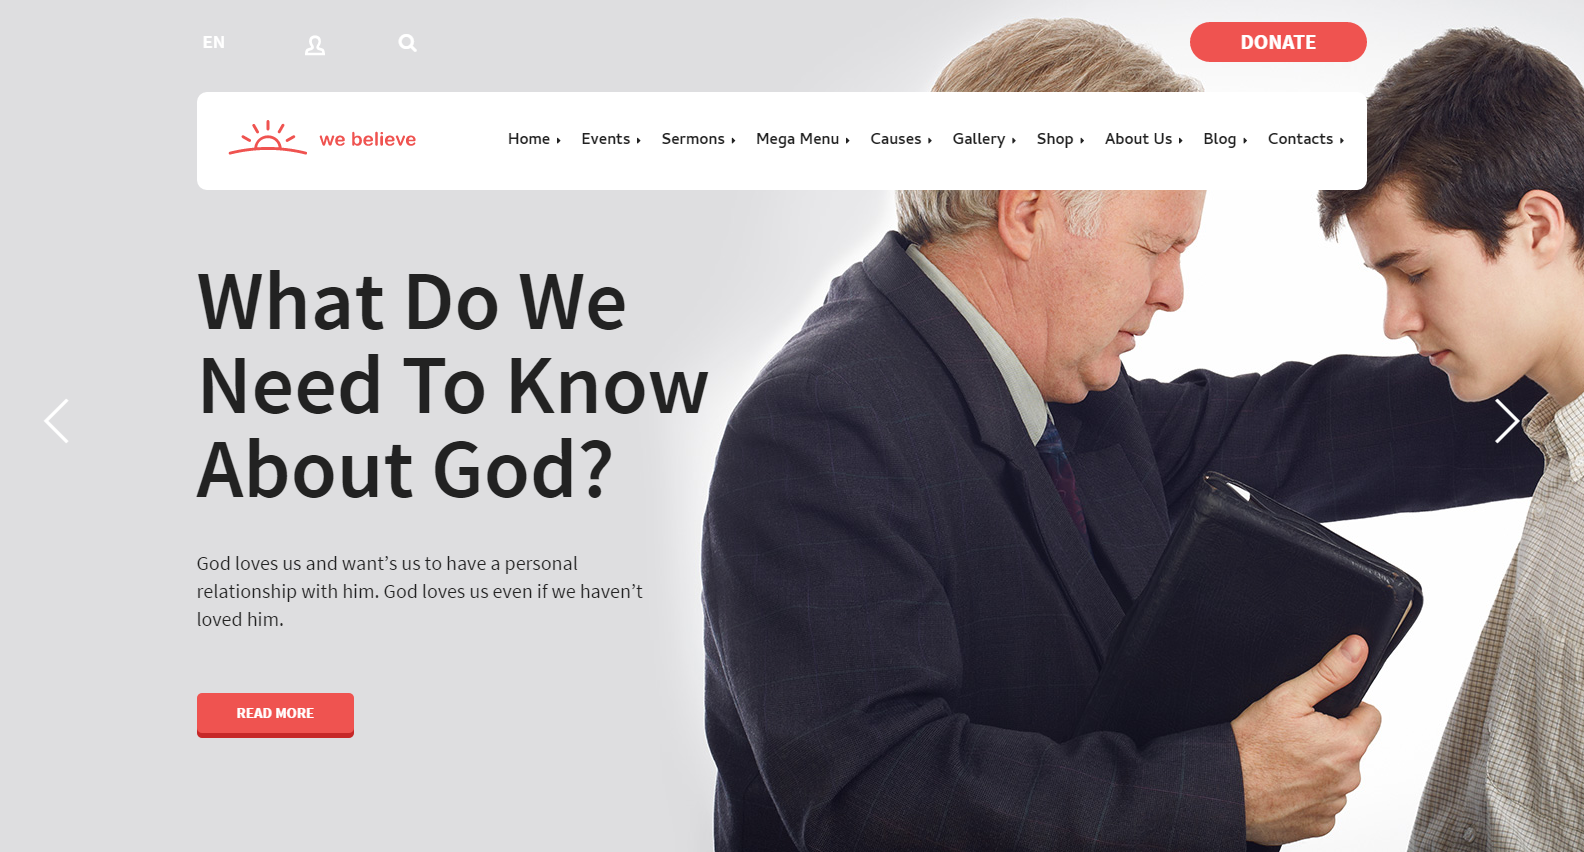 EN
DONATE
we believe
Home Events Sermons Mega Menu Causes Gallery Shop About Us Blog Contacts
What Do We
Need To Know
About God?
God loves us and want’s us to have a personal
relationship with him. God loves us even if we haven’t
loved him.
READ MORE